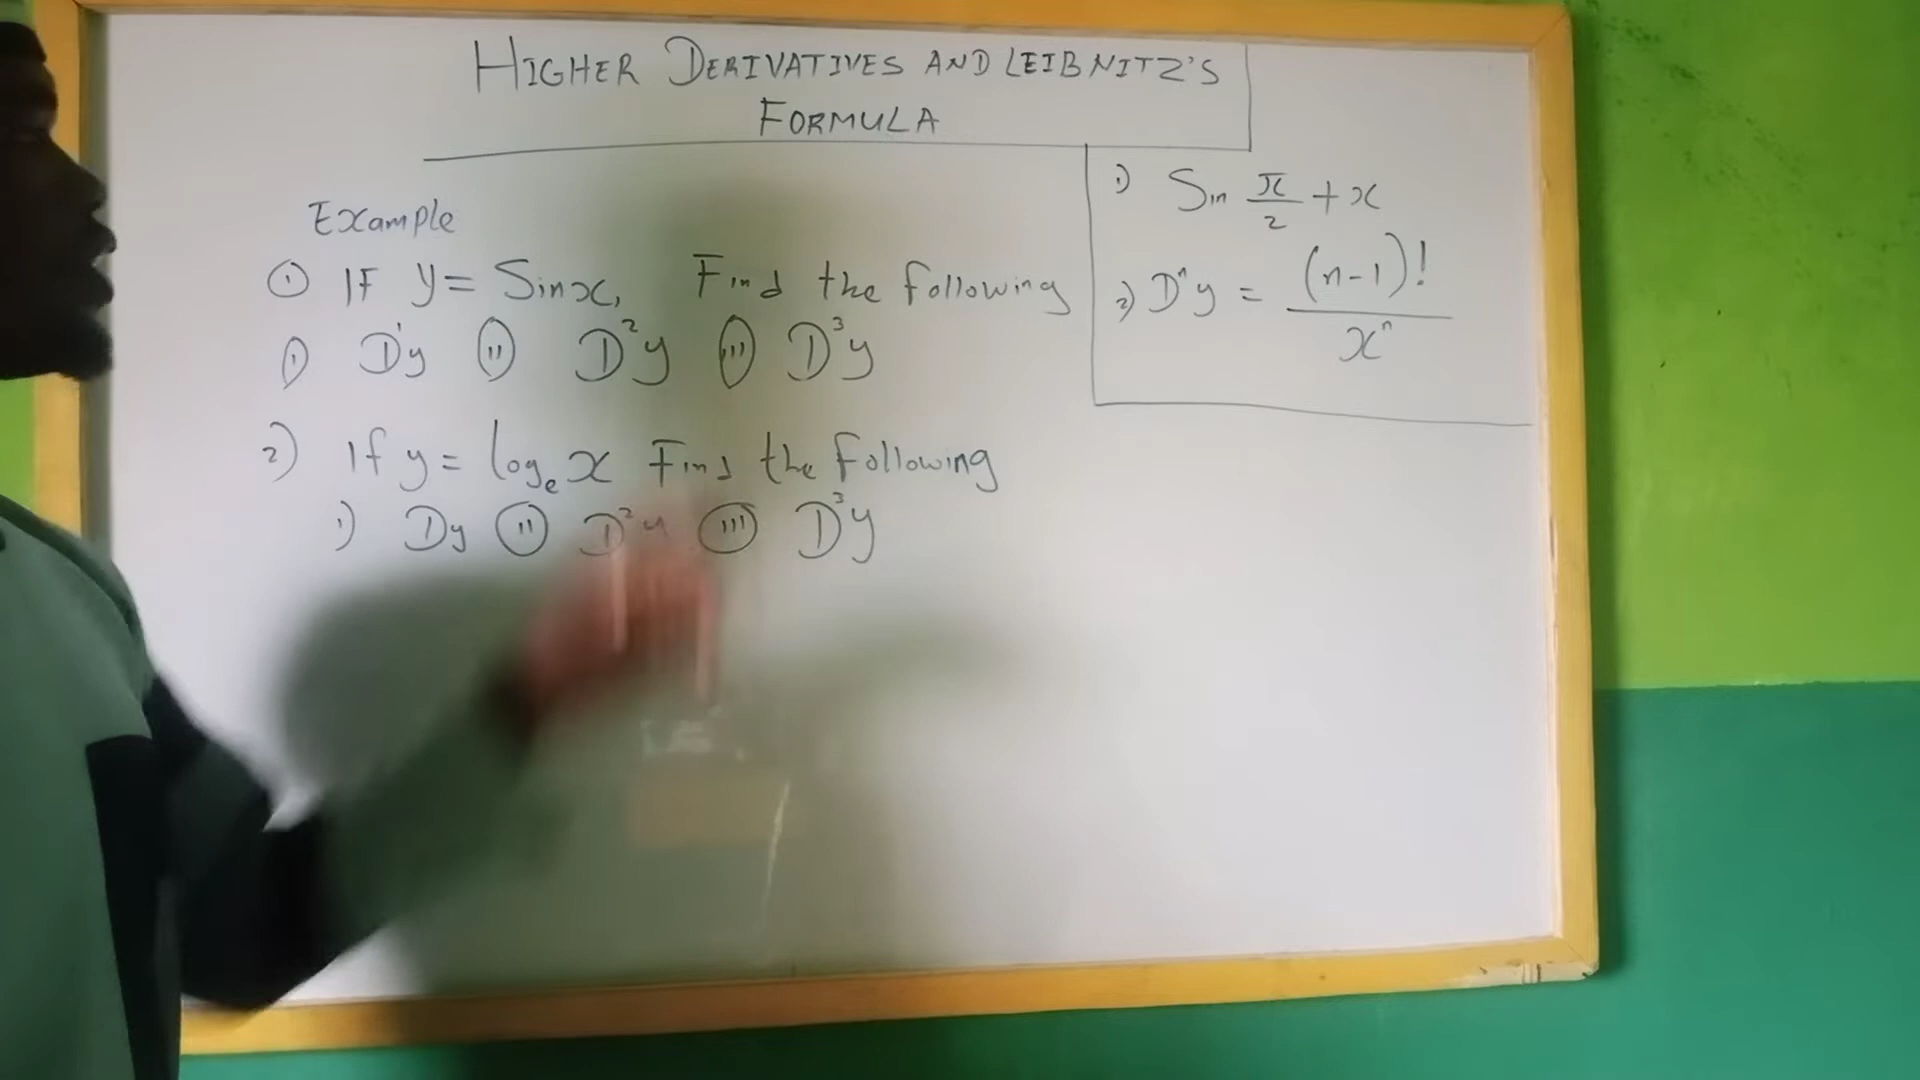 HIGHER DERIVATIVES AND LEIBNITZ'S
FORMULA
Example
① IF y = Sinx, Find the following
i) D'y (ii) D²y (iii) D³y
2) If y = logₑx Find the following
i) Dy (ii) D²y (iii) D³y
1) Sin π/2 + x
2) Dⁿy = (n-1)!/xⁿ